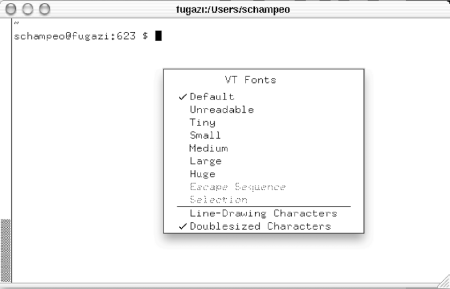 fugazi:/Users/schampeo
~
schampeo@fugazi:623 $
VT Fonts
✓Default
Unreadable
Tiny
Small
Medium
Large
Huge
Escape Sequence
Selection
Line-Drawing Characters
✓Doublesized Characters